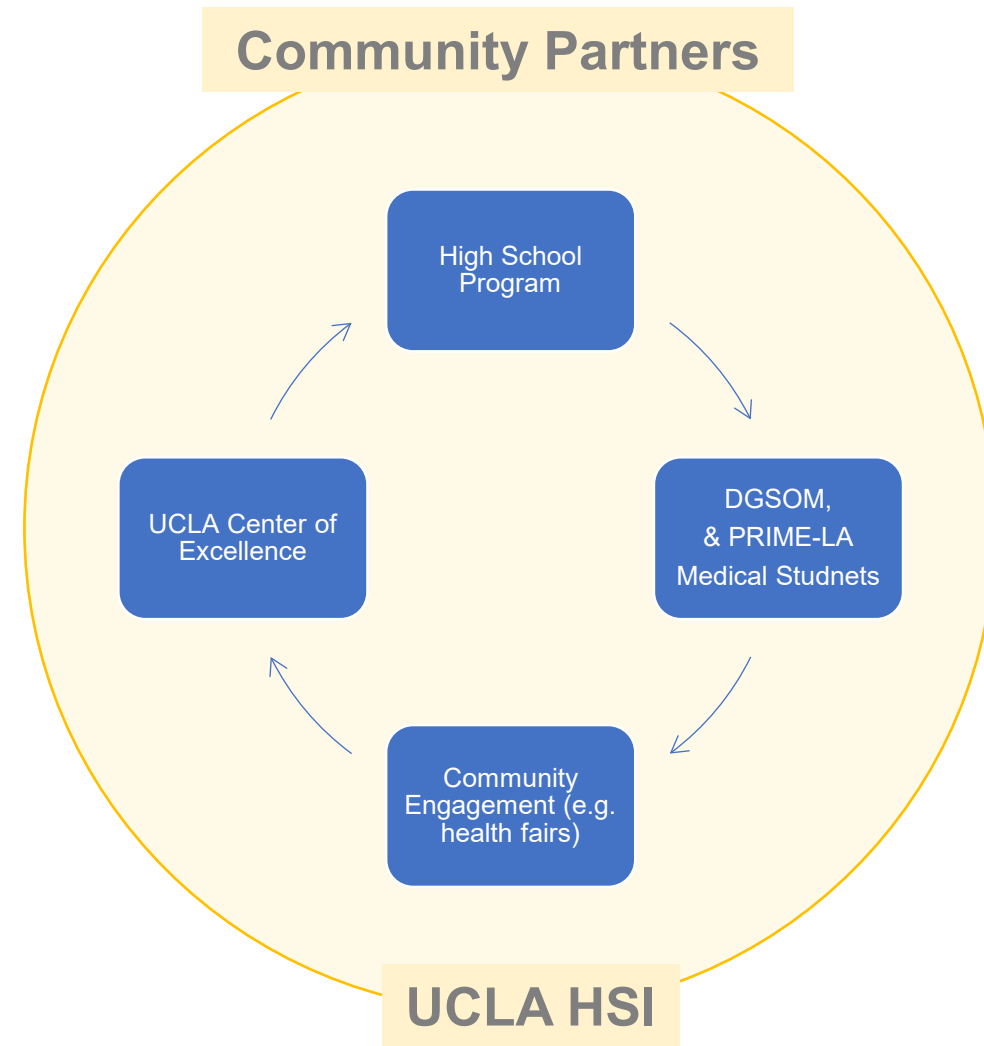 Community Partners
High School
Program
UCLA Center of
Excellence
DGSOM,
& PRIME-LA
Medical Studnets
Community
Engagement (e.g.
health fairs)
UCLA HSI